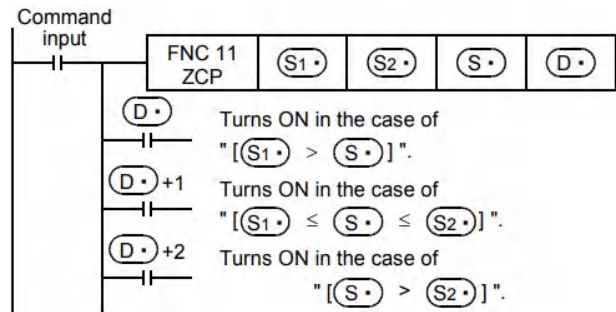 Command
input
FNC 11
ZCP
S1·
S2·
S·
D·
D·
Turns ON in the case of
" [S1· > S·] ".
D· +1
Turns ON in the case of
" [S1· ≤ S· ≤ S2·] ".
D· +2
Turns ON in the case of
" [S· > S2·] ".